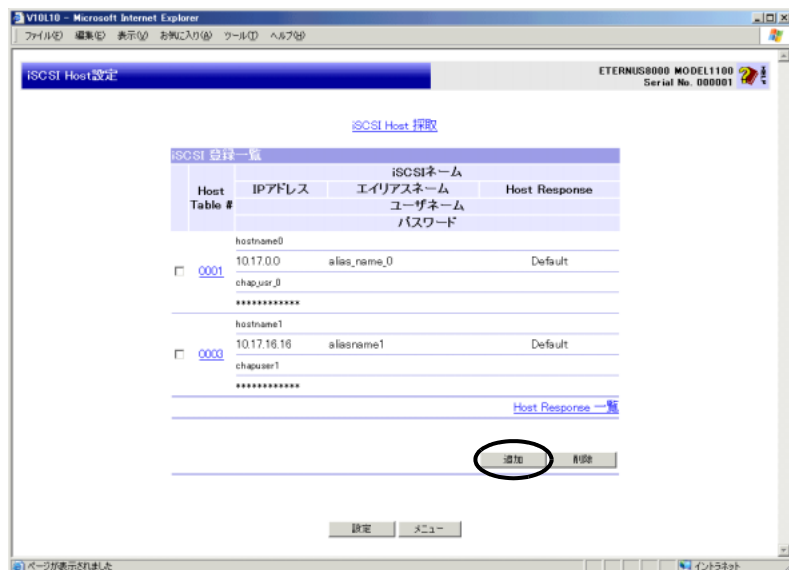 V10L10 - Microsoft Internet Explorer
ファイル(F) 編集(E) 表示(V) お気に入り(A) ツール(T) ヘルプ(H)
iSCSI Host設定
ETERNUS8000 MODEL1100
Serial No. 000001
iSCSI Host 採取
iSCSI 登録一覧
Host Table #
IPアドレス
iSCSIネーム
エイリアスネーム
ユーザネーム
パスワード
Host Response
hostname0
0001 10.17.0.0 alias_name_0 Default
chap_usr_0
************
hostname1
0003 10.17.16.16 aliasname1 Default
chapuser1
************
Host Response 一覧
追加 削除
設定 メニュー
ページが表示されました イントラネット